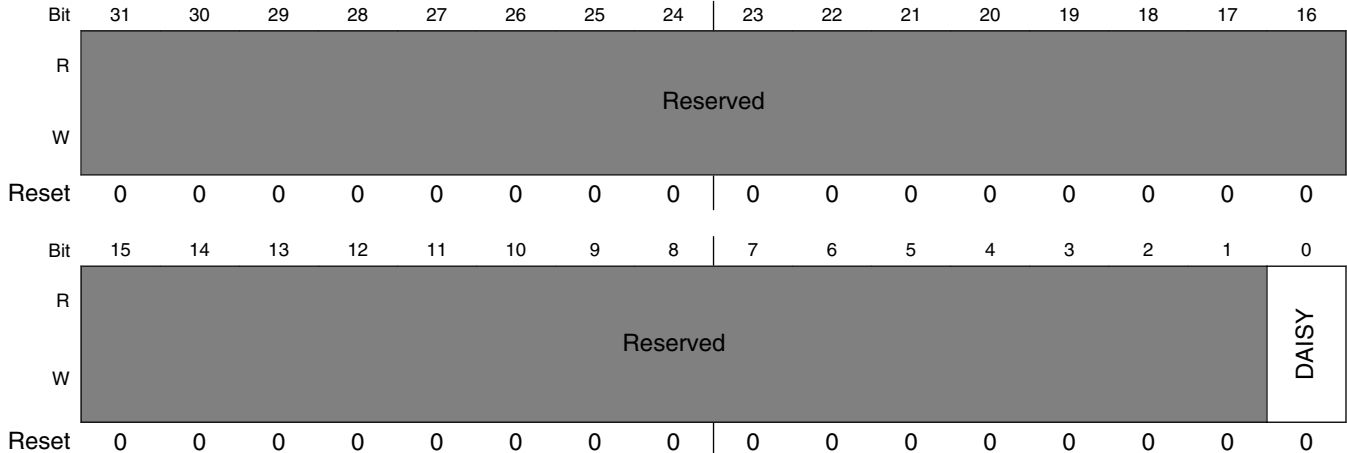 Bit 31 30 29 28 27 26 25 24 23 22 21 20 19 18 17 16
R
Reserved
W
Reset 0 0 0 0 0 0 0 0 0 0 0 0 0 0 0 0
Bit 15 14 13 12 11 10 9 8 7 6 5 4 3 2 1 0
R
Reserved
DAISY
W
Reset 0 0 0 0 0 0 0 0 0 0 0 0 0 0 0 0